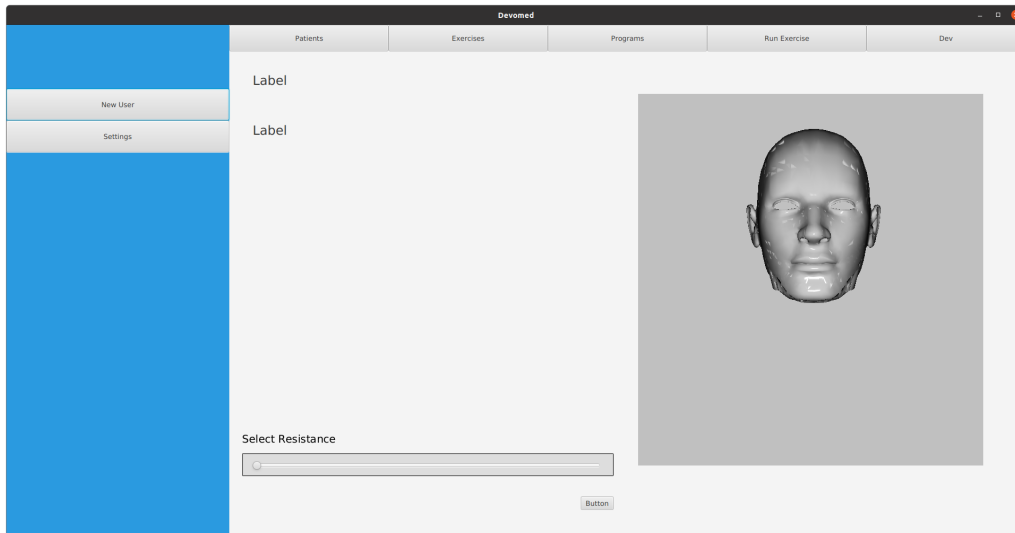 Devomed
Patients Exercises Programs Run Exercise Dev
New User
Settings
Label
Label
Select Resistance
Button